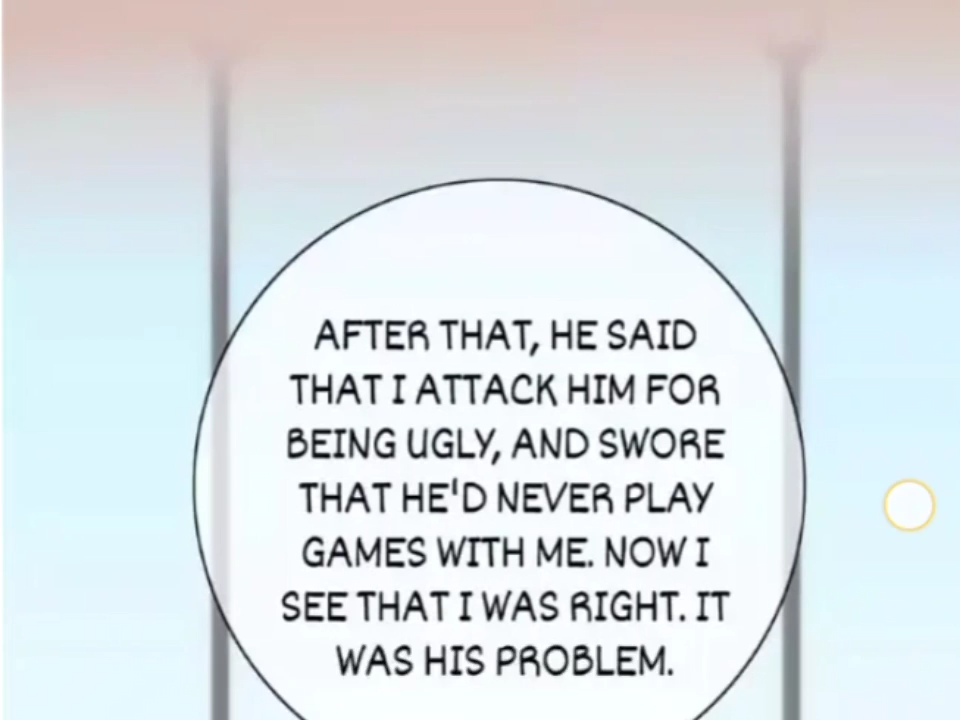 AFTER THAT, HE SAID
THAT I ATTACK HIM FOR
BEING UGLY, AND SWORE
THAT HE'D NEVER PLAY
GAMES WITH ME. NOW I
SEE THAT I WAS RIGHT. IT
WAS HIS PROBLEM.